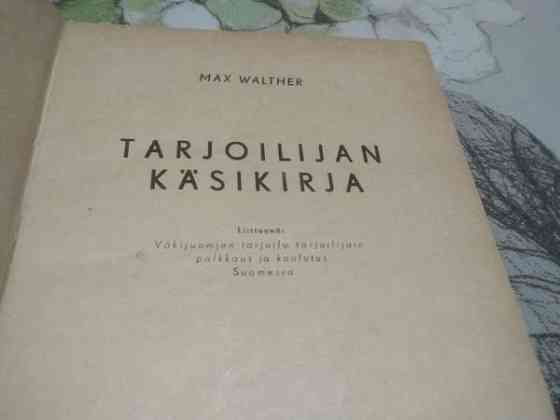 MAX WALTHER
TARJOILIJAN
KÄSIKIRJA
Liitteenä:
Väkijuomien tarjoilu tarjoilijain
palkkaus ja koulutus
Suomessa